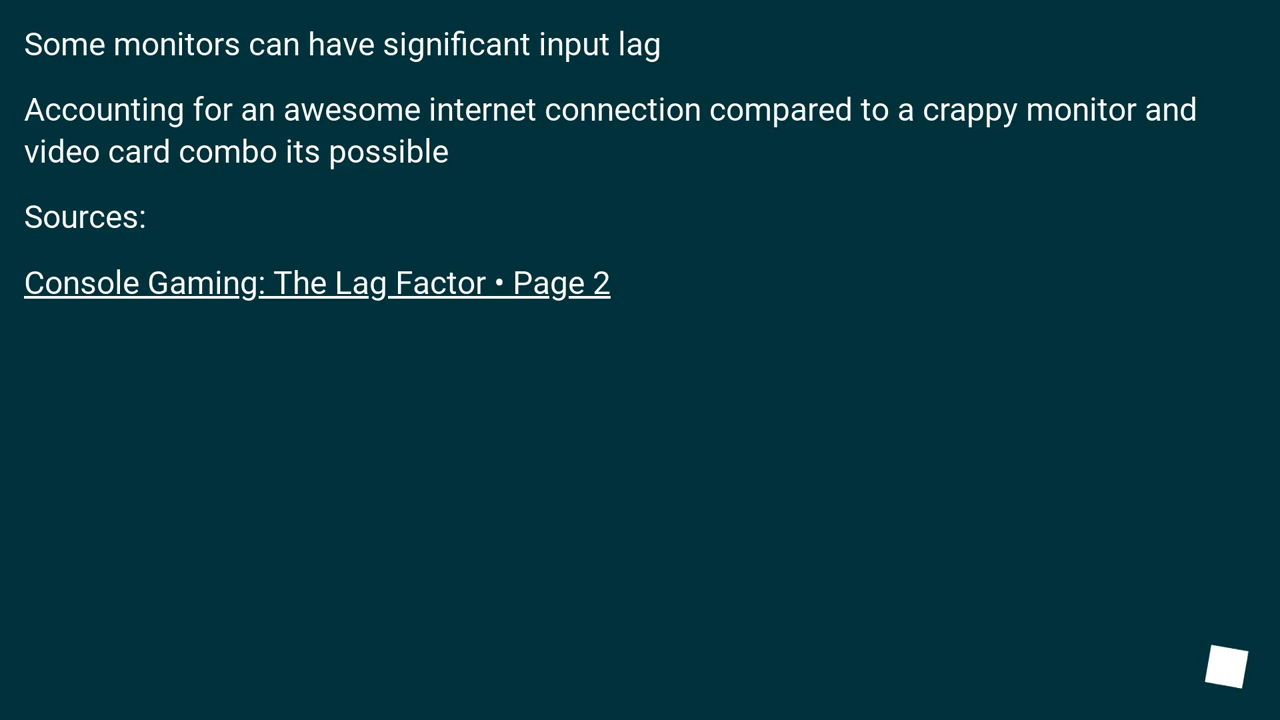 Some monitors can have significant input lag
Accounting for an awesome internet connection compared to a crappy monitor and
video card combo its possible
Sources:
Console Gaming: The Lag Factor • Page 2